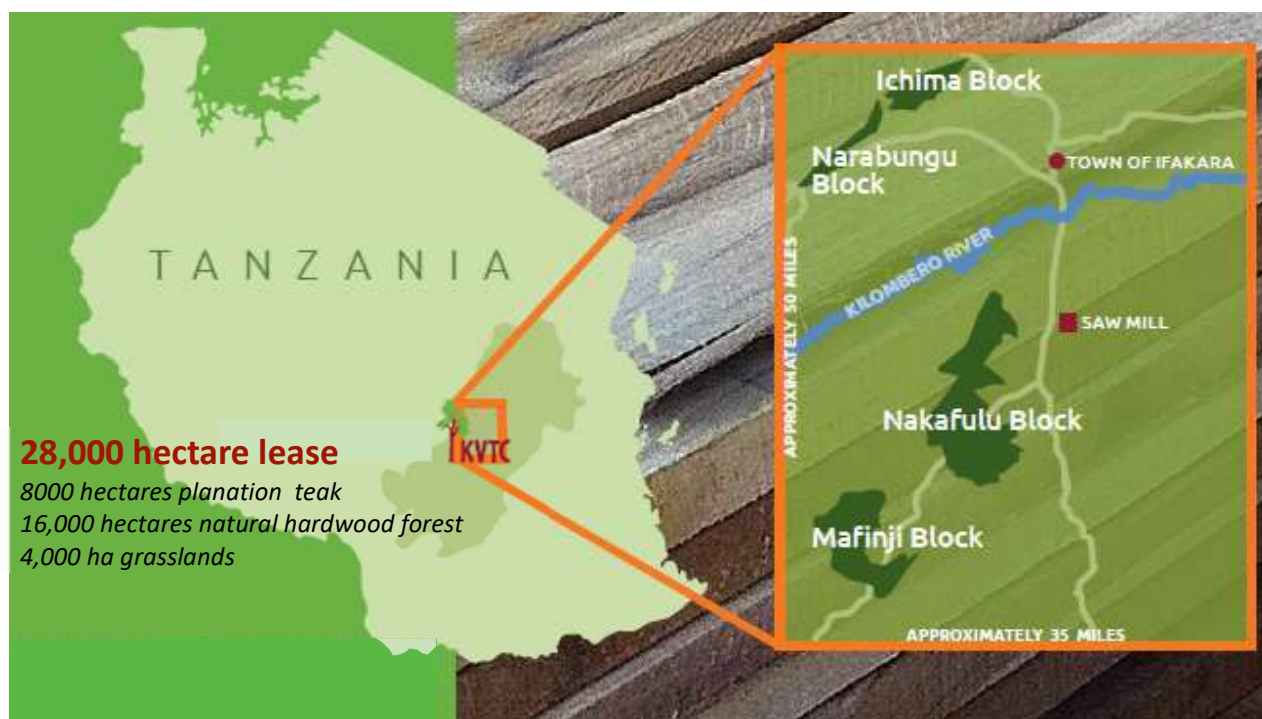 TANZANIA
KVTC
28,000 hectare lease
8000 hectares planation teak
16,000 hectares natural hardwood forest
4,000 ha grasslands
Ichima Block
Narabungu
Block
TOWN OF IFAKARA
KILOMBERO RIVER
APPROXIMATELY 50 MILES
SAW MILL
Nakafulu Block
Mafinji Block
APPROXIMATELY 35 MILES